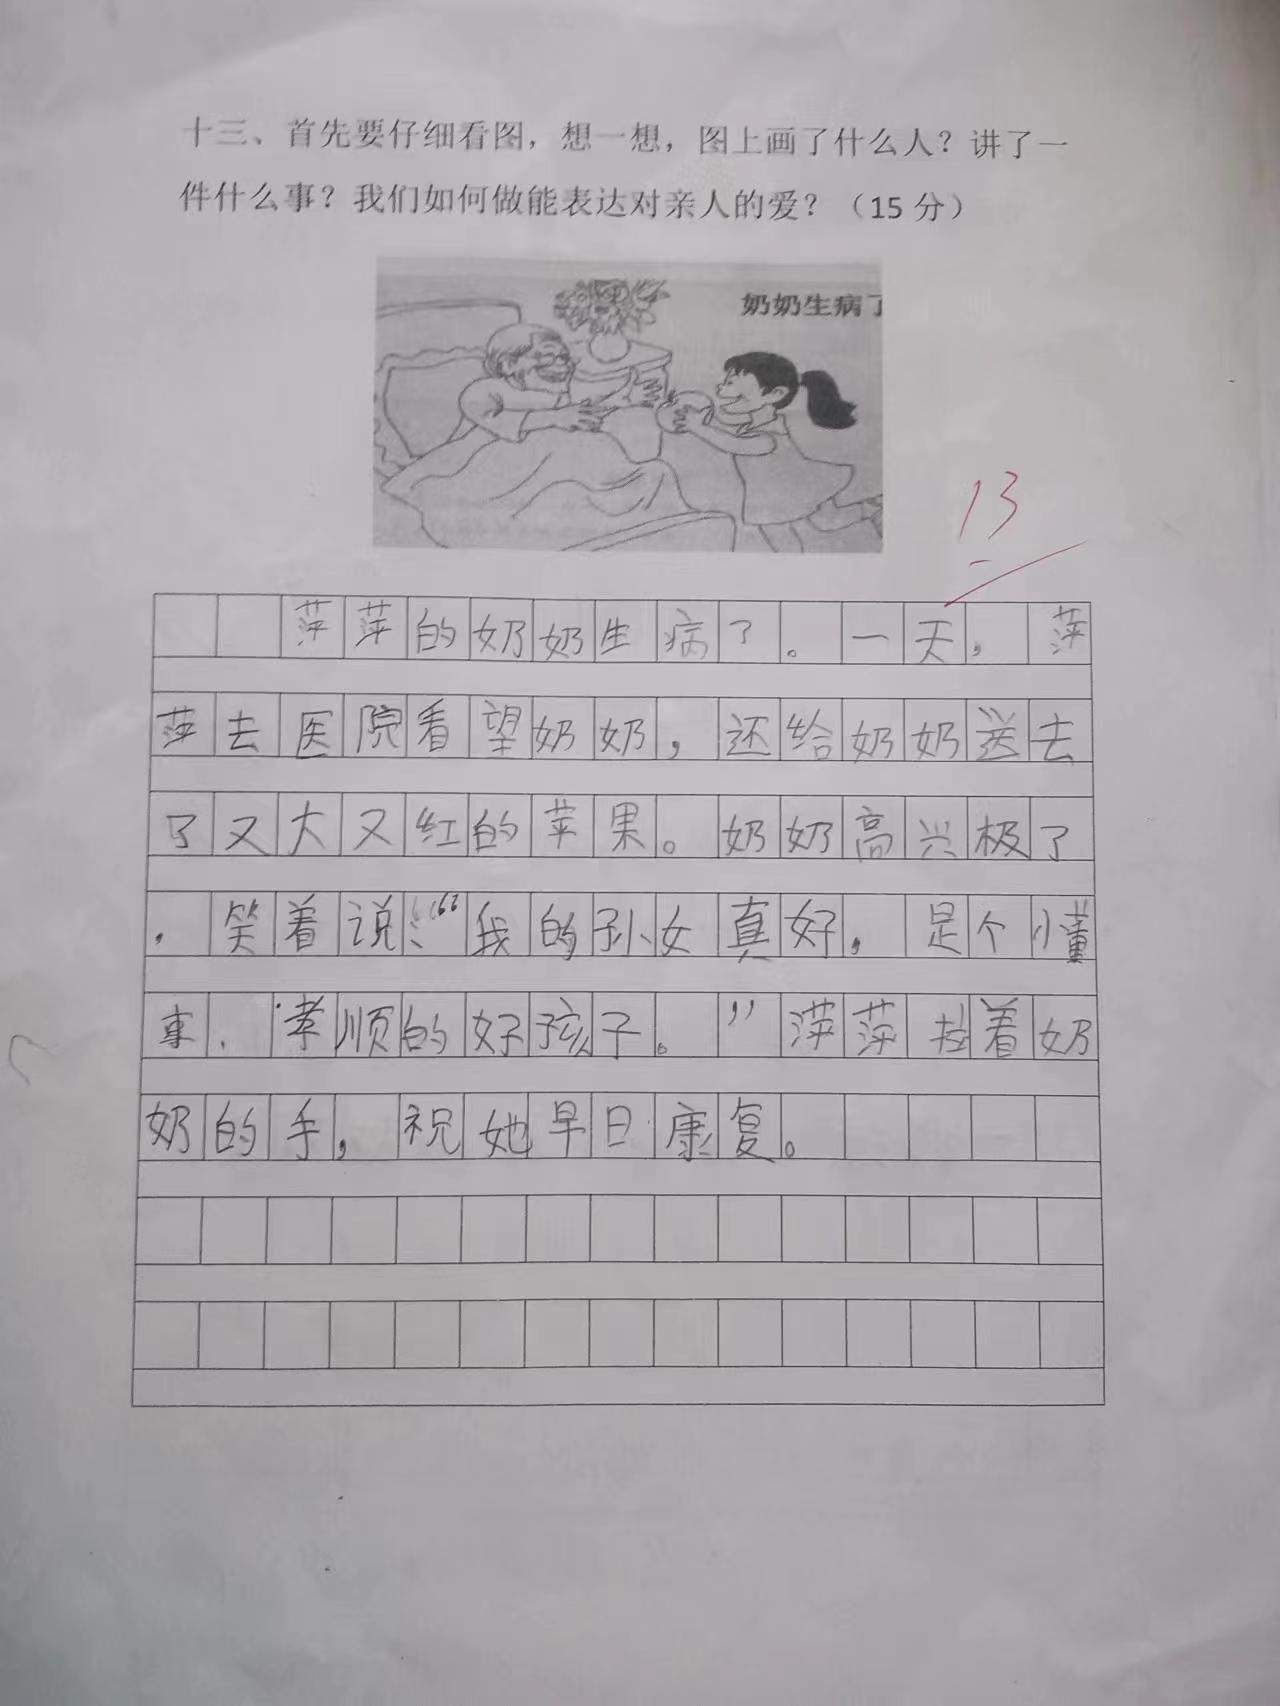 十三、首先要仔细看图，想一想，图上画了什么人？讲了一
件什么事？我们如何做能表达对亲人的爱？（15 分）
奶奶生病了
13
萍萍的奶奶生病了。一天，萍
萍去医院看望奶奶，还给奶奶送去
了又大又红的苹果。奶奶高兴极了
，笑着说：“我的孙女真好，是个懂
事、孝顺的好孩子。”萍萍拉着奶
奶的手，祝她早日康复。